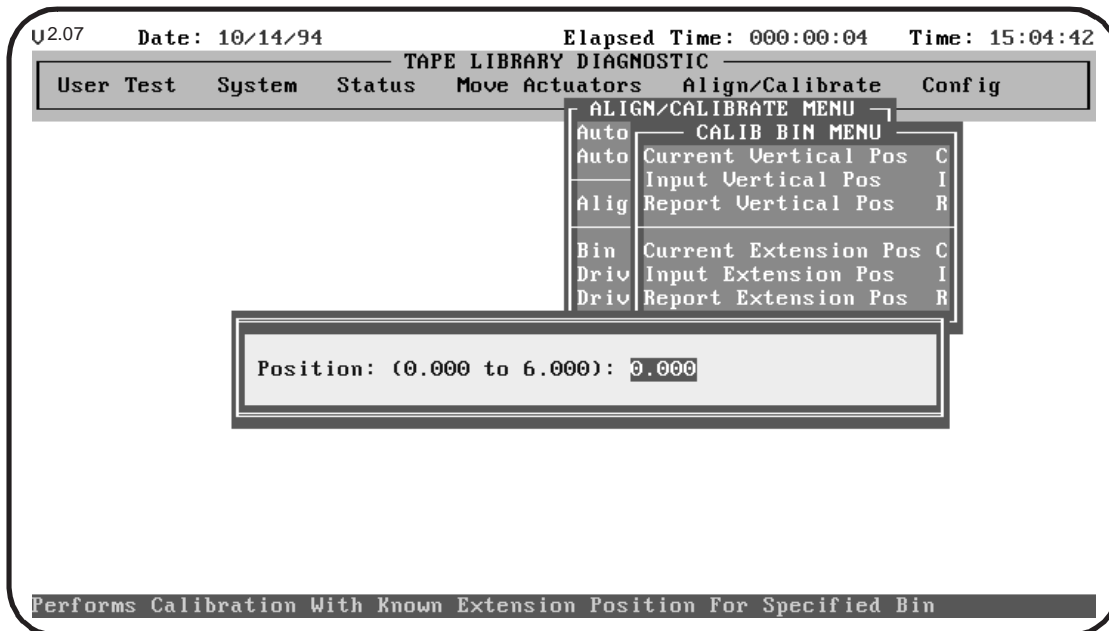 V2.07 Date: 10/14/94 Elapsed Time: 000:00:04 Time: 15:04:42
TAPE LIBRARY DIAGNOSTIC
User Test System Status Move Actuators Align/Calibrate Config
ALIGN/CALIBRATE MENU
Auto
CALIB BIN MENU
Auto
Current Vertical Pos C
Input Vertical Pos I
Alig
Report Vertical Pos R
Bin
Current Extension Pos C
Driv
Input Extension Pos I
Driv
Report Extension Pos R
Position: (0.000 to 6.000): 0.000
Performs Calibration With Known Extension Position For Specified Bin